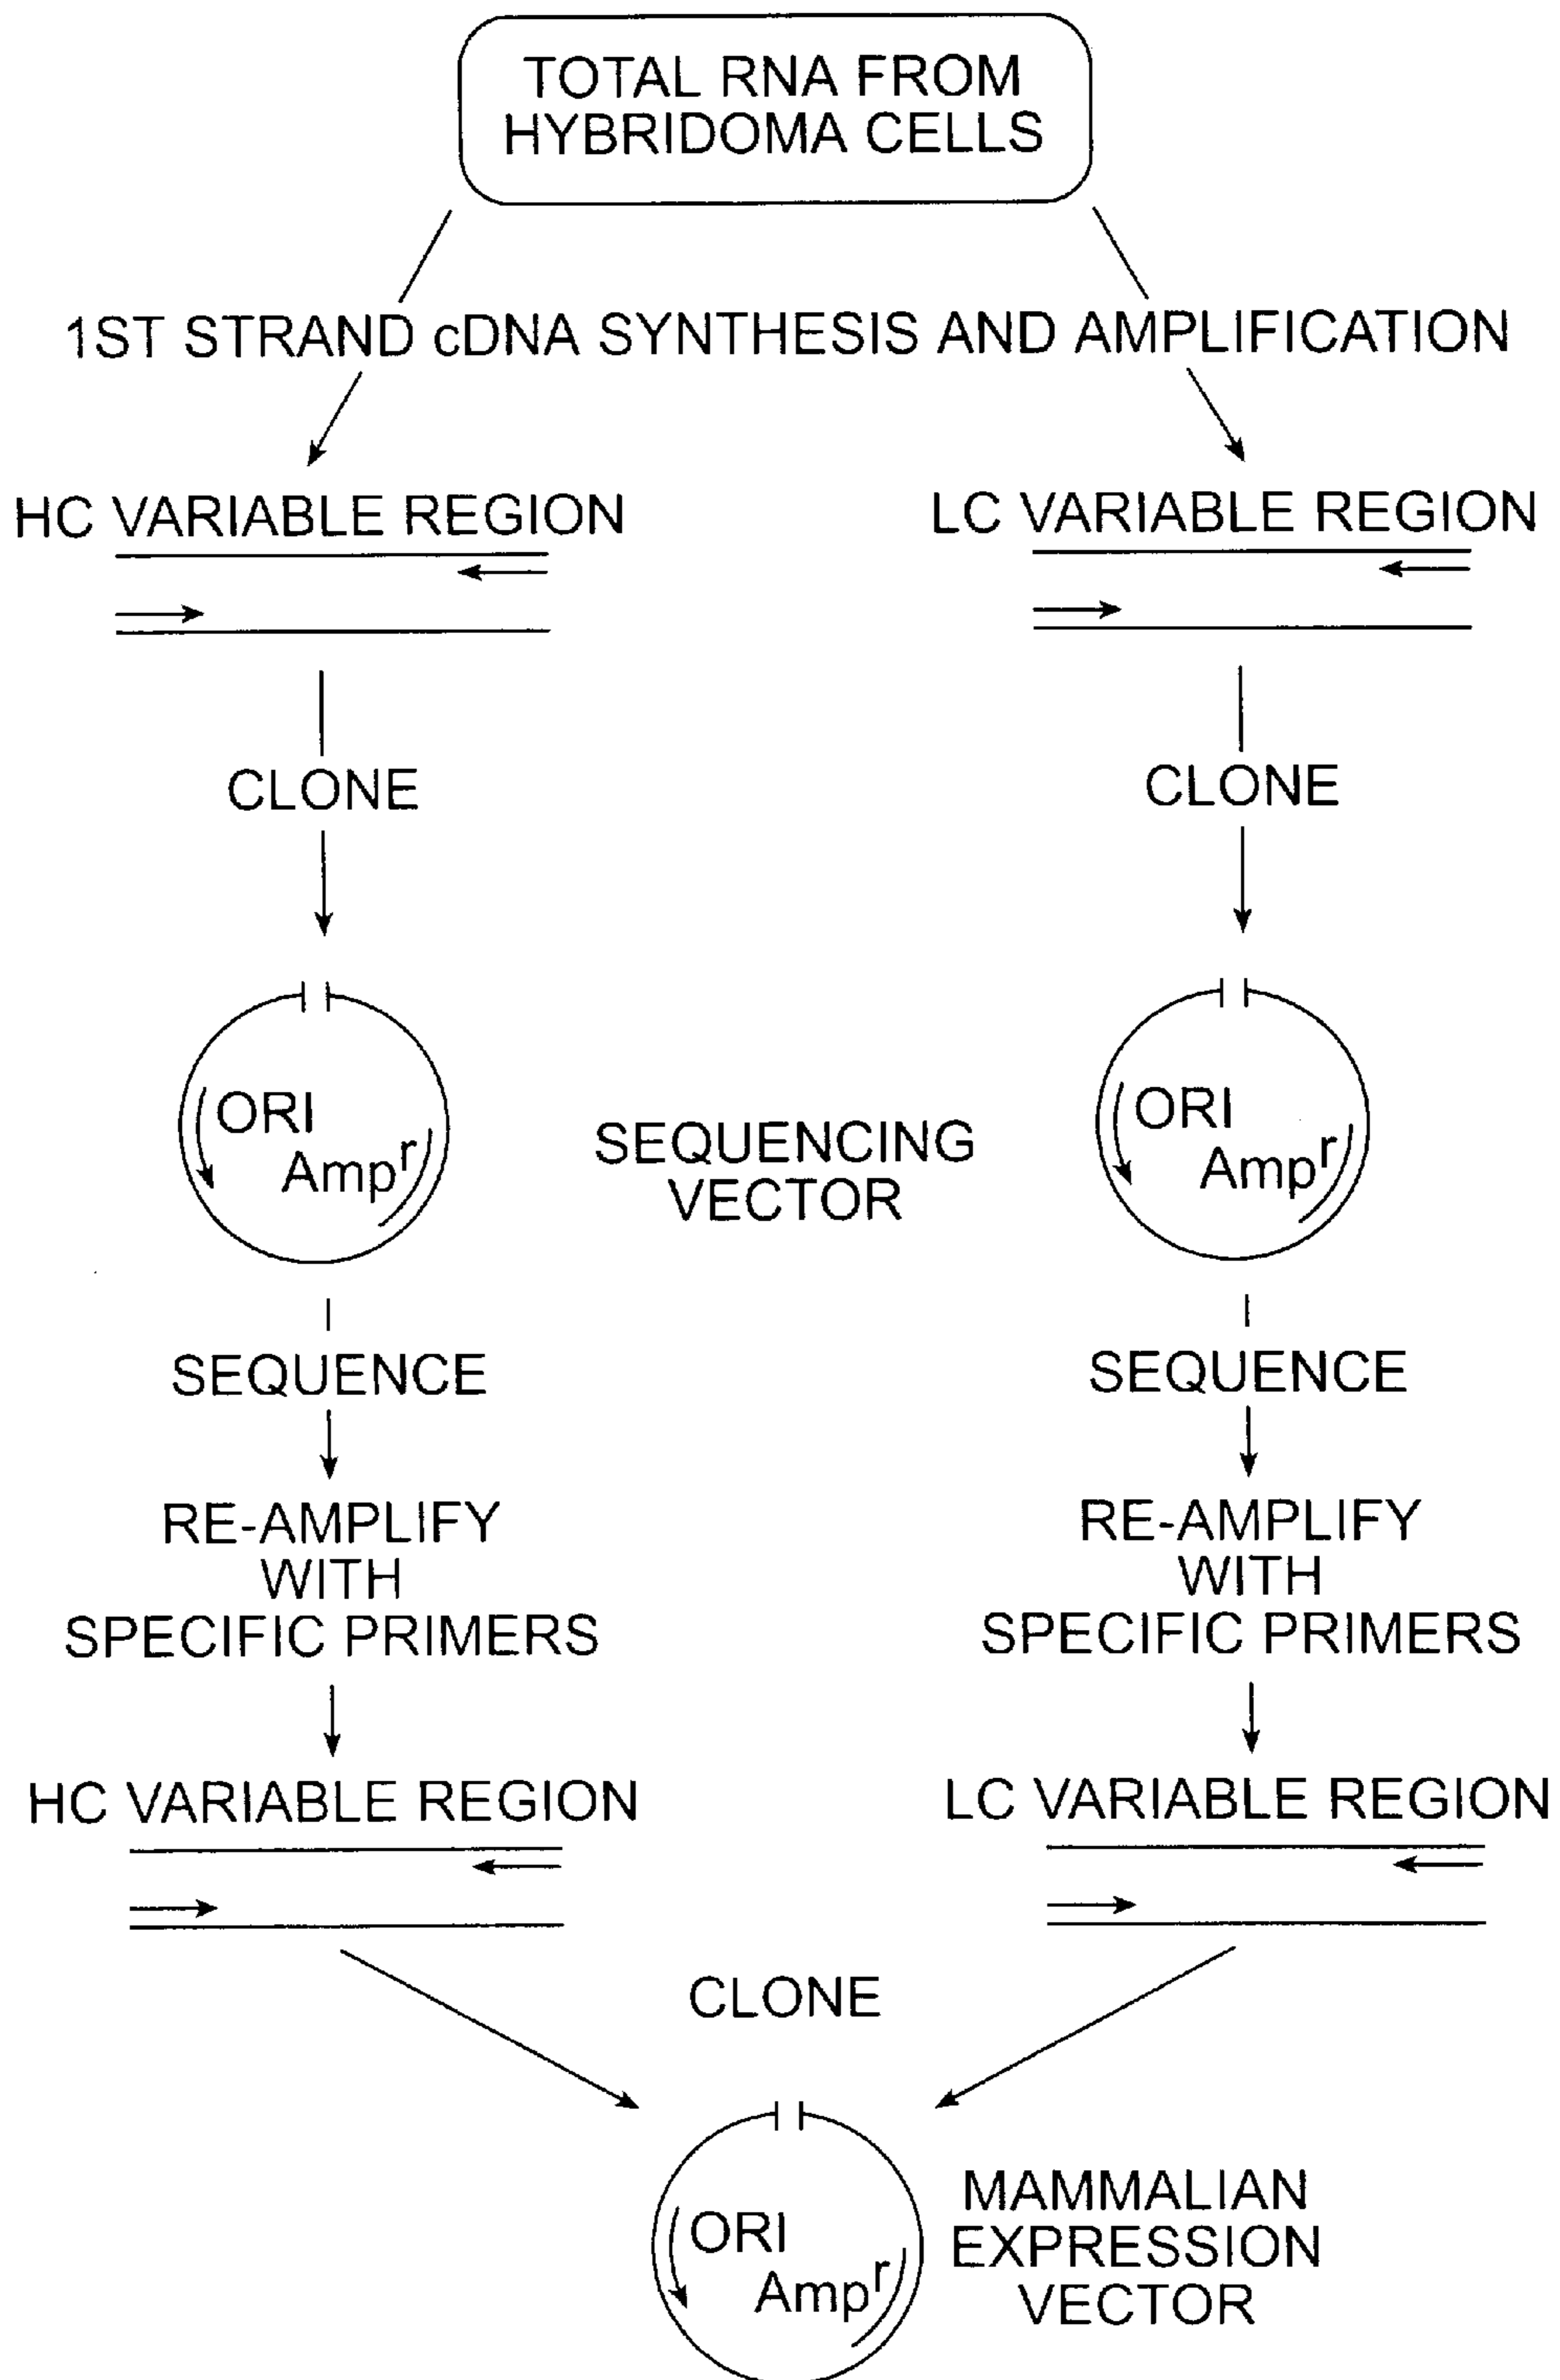 TOTAL RNA FROM
HYBRIDOMA CELLS
1ST STRAND cDNA SYNTHESIS AND AMPLIFICATION
HC VARIABLE REGION
LC VARIABLE REGION
CLONE
CLONE
ORI
Ampʳ
SEQUENCING
VECTOR
ORI
Ampʳ
SEQUENCE
SEQUENCE
RE-AMPLIFY
WITH
SPECIFIC PRIMERS
RE-AMPLIFY
WITH
SPECIFIC PRIMERS
HC VARIABLE REGION
LC VARIABLE REGION
CLONE
ORI
Ampʳ
MAMMALIAN
EXPRESSION
VECTOR